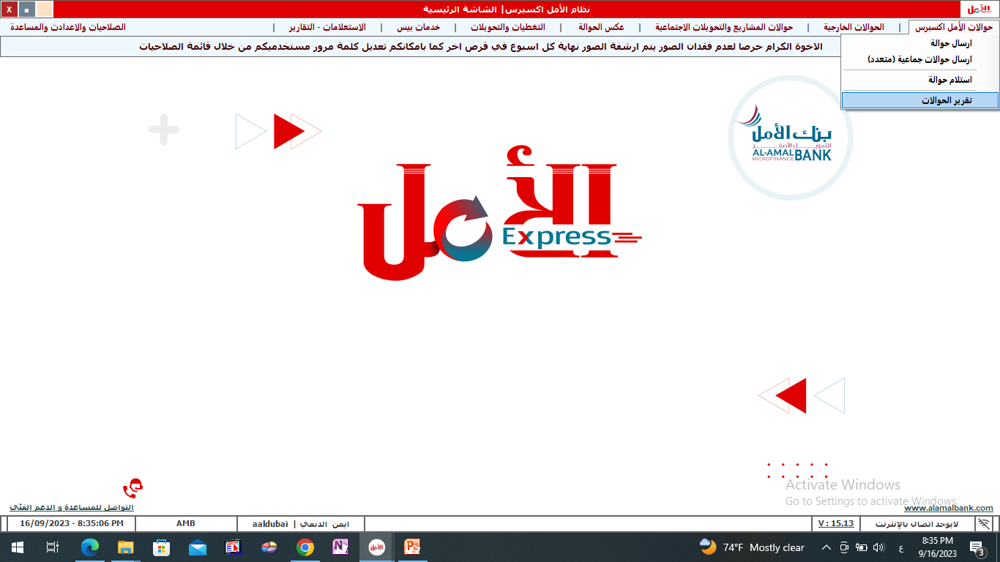 الأمل
نظام الأمل اكسبرس| الشاشة الرئيسية
X
حوالات الأمل اكسبرس | الحوالات الخارجية | حوالات المشاريع والتحويلات الاجتماعية | عكس الحوالة | التغطيات والتحويلات | خدمات بيس | الاستعلامات - التقارير | الصلاحيات والاعدادت والمساعدة
الاخوة الكرام حرصا لعدم فقدان الصور يتم ارشفة الصور نهاية كل اسبوع في قرص اخر كما بامكانكم تعديل كلمة مرور مستخدميكم من خلال قائمة الصلاحيات
ارسال حوالة
ارسال حوالات جماعية (متعدد)
استلام حوالة
تقرير الحوالات
بنك الأمل
للتمويل الأصغر
AL-AMAL BANK
MICROFINANCE
الأمل
Express
Activate Windows
Go to Settings to activate Windows.
www.alamalbank.com
التواصل للمساعدة و الدعم الفنّي
16/09/2023 - 8:35:06 PM
AMB
ايمن الدبعي | aaldubai
V : 15.13
لايوجد اتصال بالإنترنت
74°F Mostly clear
ع
8:35 PM
9/16/2023
3